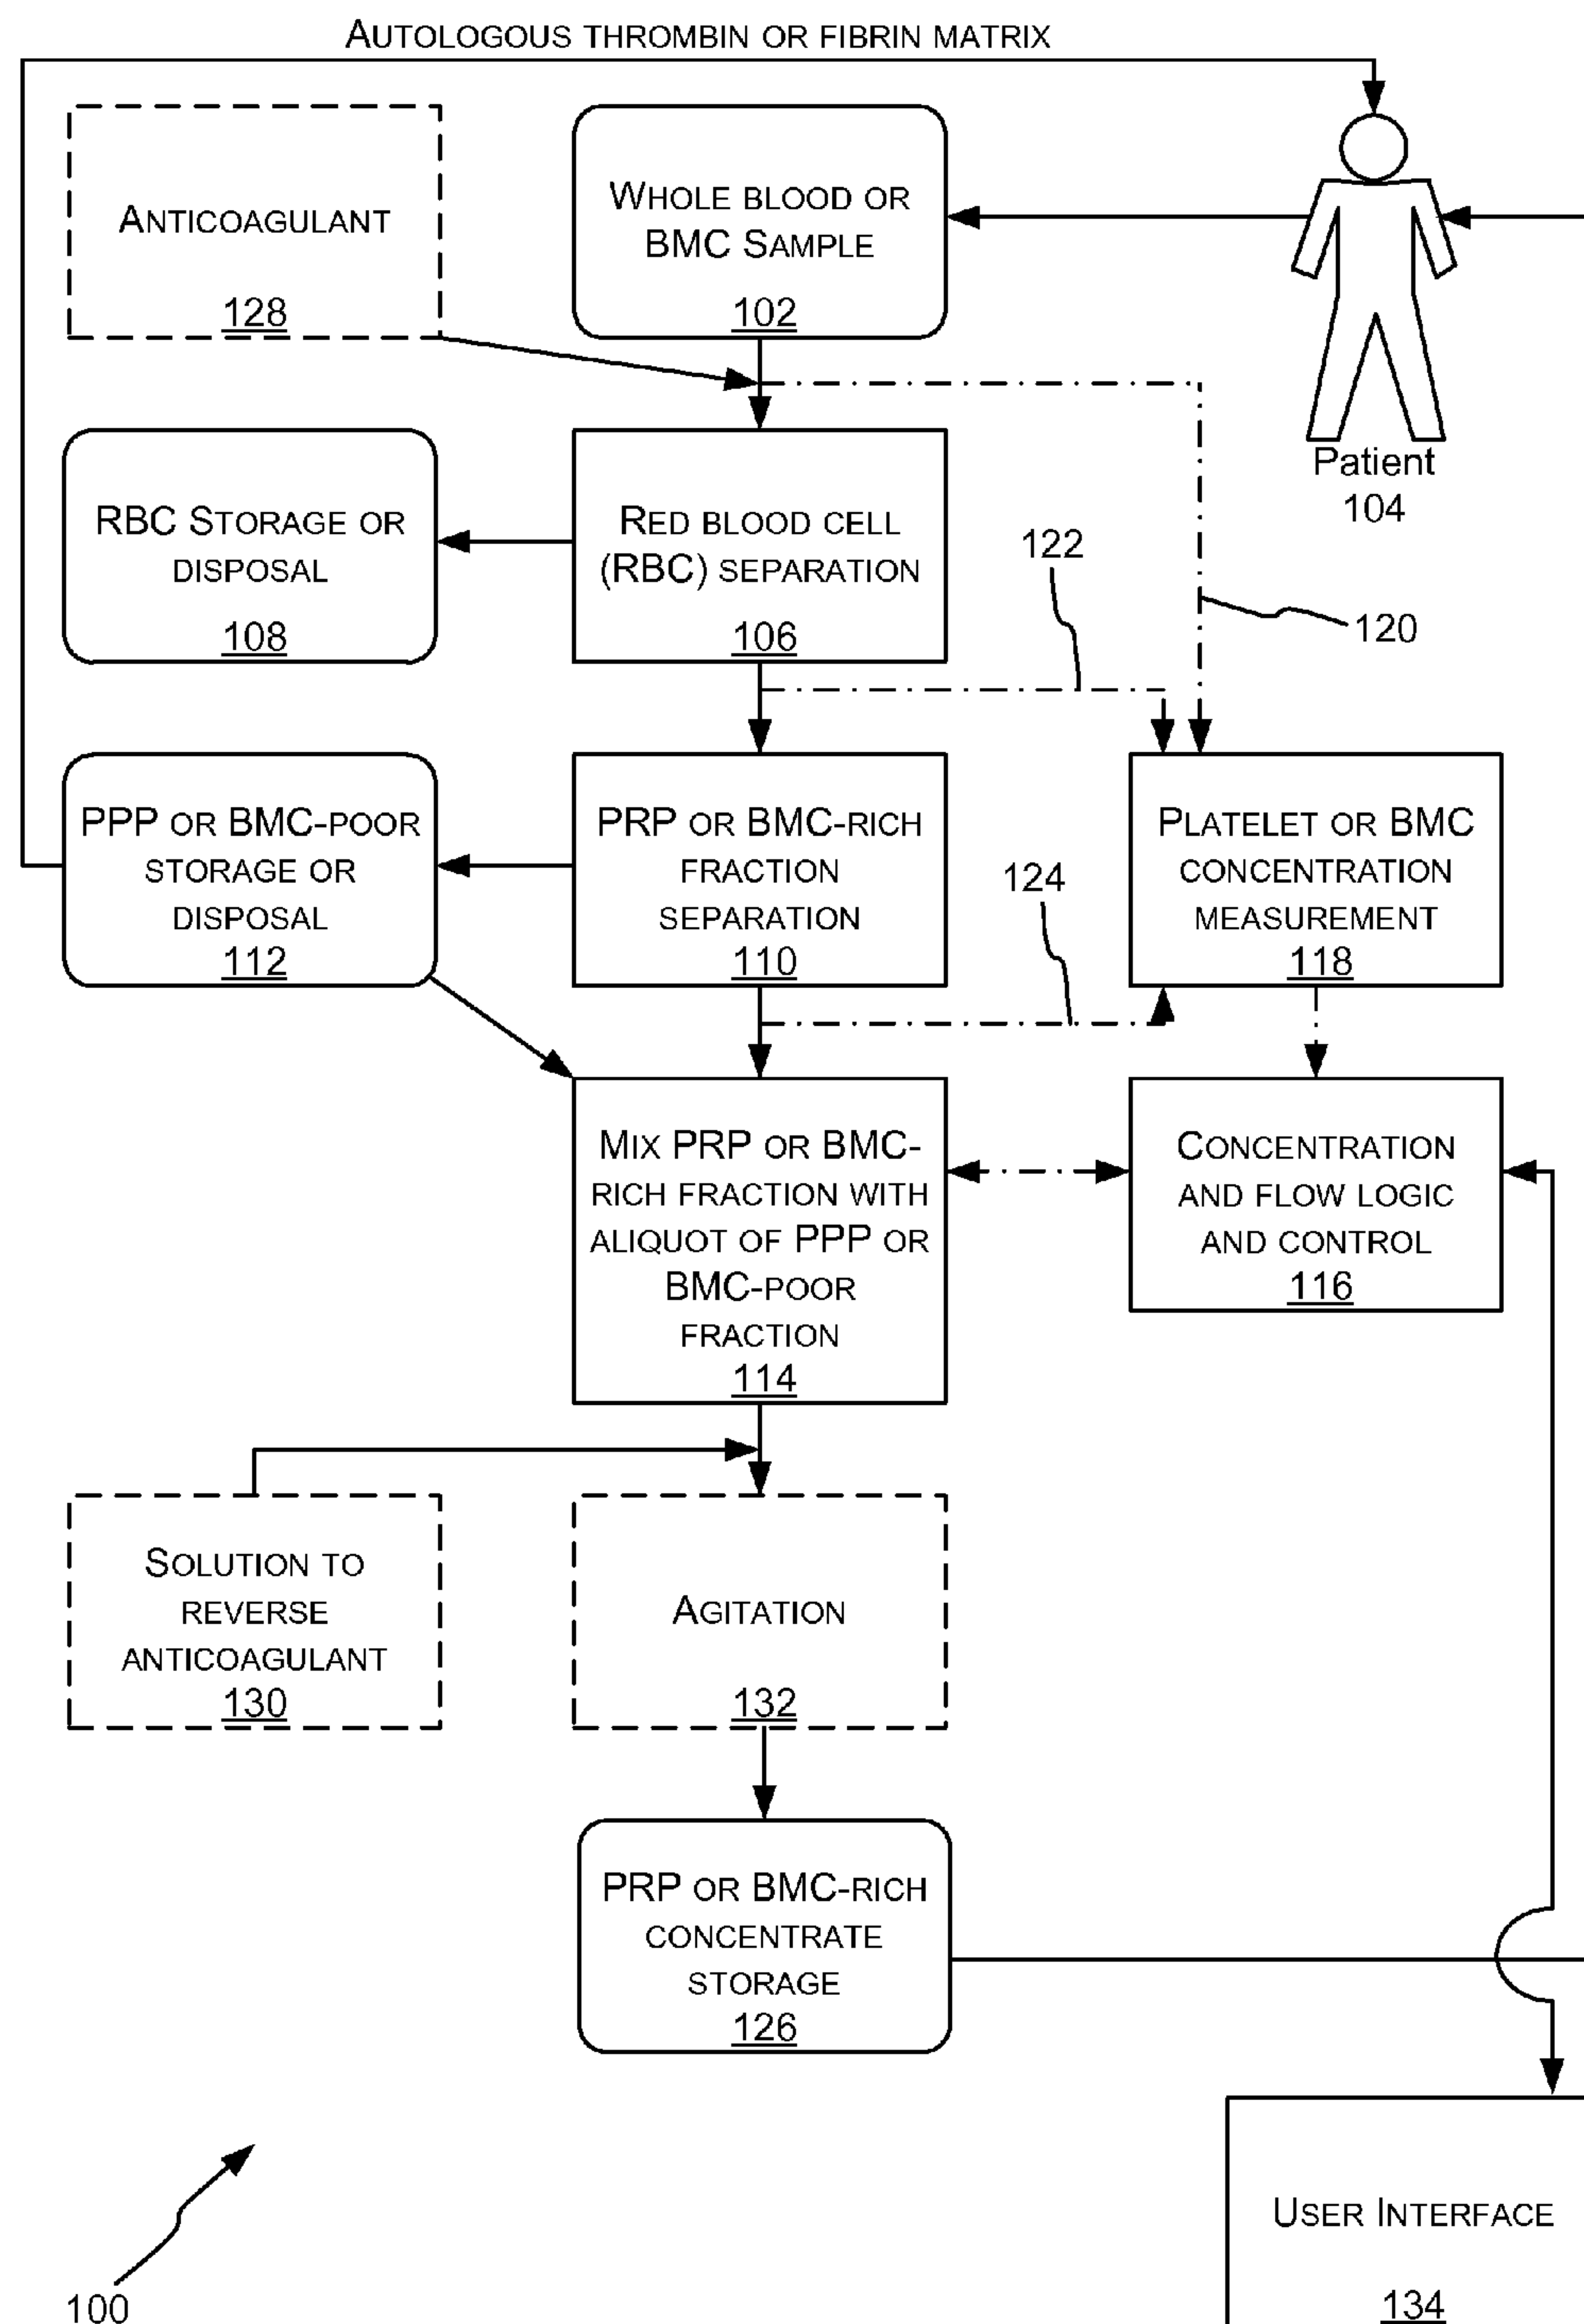 AUTOLOGOUS THROMBIN OR FIBRIN MATRIX
ANTICOAGULANT
128
WHOLE BLOOD OR
BMC SAMPLE
102
Patient
104
RBC STORAGE OR
DISPOSAL
108
RED BLOOD CELL
(RBC) SEPARATION
106
122
120
PPP OR BMC-POOR
STORAGE OR
DISPOSAL
112
PRP OR BMC-RICH
FRACTION
SEPARATION
110
124
PLATELET OR BMC
CONCENTRATION
MEASUREMENT
118
MIX PRP OR BMC-
RICH FRACTION WITH
ALIQUOT OF PPP OR
BMC-POOR
FRACTION
114
CONCENTRATION
AND FLOW LOGIC
AND CONTROL
116
SOLUTION TO
REVERSE
ANTICOAGULANT
130
AGITATION
132
PRP OR BMC-RICH
CONCENTRATE
STORAGE
126
USER INTERFACE
134
100